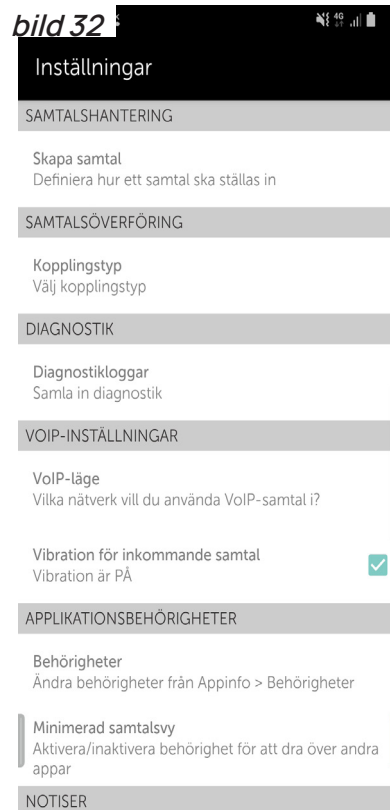 bild 32
4G
Inställningar
SAMTALSHANTERING
Skapa samtal
Definiera hur ett samtal ska ställas in
SAMTALSÖVERFÖRING
Kopplingstyp
Välj kopplingstyp
DIAGNOSTIK
Diagnostikloggar
Samla in diagnostik
VOIP-INSTÄLLNINGAR
VoIP-läge
Vilka nätverk vill du använda VoIP-samtal i?
Vibration för inkommande samtal
Vibration är PÅ
APPLIKATIONSBEHÖRIGHETER
Behörigheter
Ändra behörigheter från Appinfo > Behörigheter
Minimerad samtalsvy
Aktivera/inaktivera behörighet för att dra över andra
appar
NOTISER